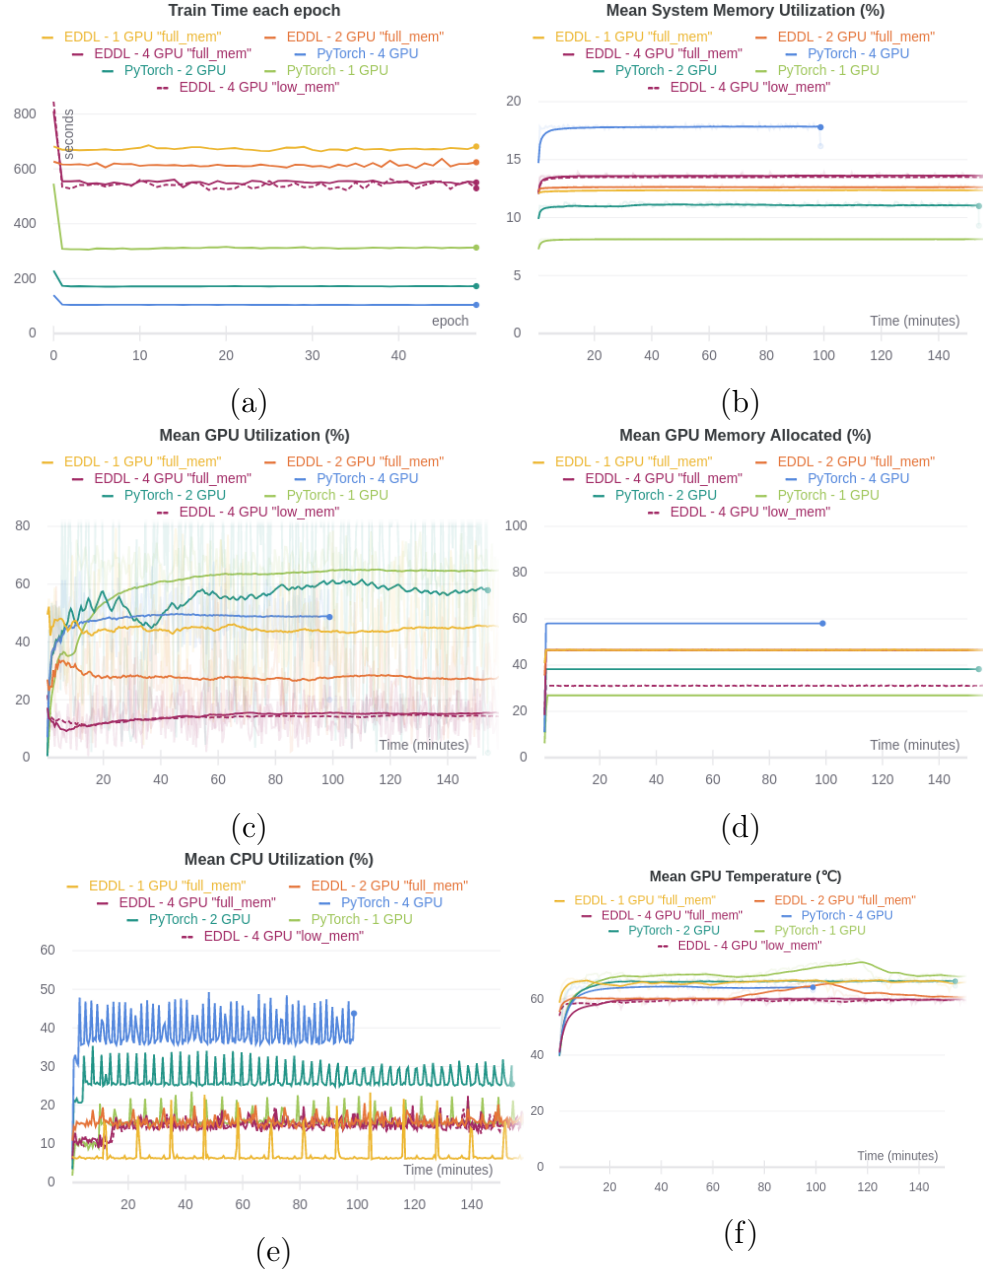 Train Time each epoch
EDDL - 1 GPU "full_mem" EDDL - 2 GPU "full_mem"
EDDL - 4 GPU "full_mem" PyTorch - 4 GPU
PyTorch - 2 GPU PyTorch - 1 GPU
EDDL - 4 GPU "low_mem"
800
600
400
200
0
seconds
epoch
0 10 20 30 40
(a)
Mean System Memory Utilization (%)
EDDL - 1 GPU "full_mem" EDDL - 2 GPU "full_mem"
EDDL - 4 GPU "full_mem" PyTorch - 4 GPU
PyTorch - 2 GPU PyTorch - 1 GPU
EDDL - 4 GPU "low_mem"
20
15
10
5
0
Time (minutes)
20 40 60 80 100 120 140
(b)
Mean GPU Utilization (%)
EDDL - 1 GPU "full_mem" EDDL - 2 GPU "full_mem"
EDDL - 4 GPU "full_mem" PyTorch - 4 GPU
PyTorch - 2 GPU PyTorch - 1 GPU
EDDL - 4 GPU "low_mem"
80
60
40
20
0
Time (minutes)
20 40 60 80 100 120 140
(c)
Mean GPU Memory Allocated (%)
EDDL - 1 GPU "full_mem" EDDL - 2 GPU "full_mem"
EDDL - 4 GPU "full_mem" PyTorch - 4 GPU
PyTorch - 2 GPU PyTorch - 1 GPU
EDDL - 4 GPU "low_mem"
100
80
60
40
20
0
Time (minutes)
20 40 60 80 100 120 140
(d)
Mean CPU Utilization (%)
EDDL - 1 GPU "full_mem" EDDL - 2 GPU "full_mem"
EDDL - 4 GPU "full_mem" PyTorch - 4 GPU
PyTorch - 2 GPU PyTorch - 1 GPU
EDDL - 4 GPU "low_mem"
60
50
40
30
20
10
0
Time (minutes)
20 40 60 80 100 120 140
(e)
Mean GPU Temperature (℃)
EDDL - 1 GPU "full_mem" EDDL - 2 GPU "full_mem"
EDDL - 4 GPU "full_mem" PyTorch - 4 GPU
PyTorch - 2 GPU PyTorch - 1 GPU
EDDL - 4 GPU "low_mem"
60
40
20
0
Time (minutes)
20 40 60 80 100 120 140
(f)